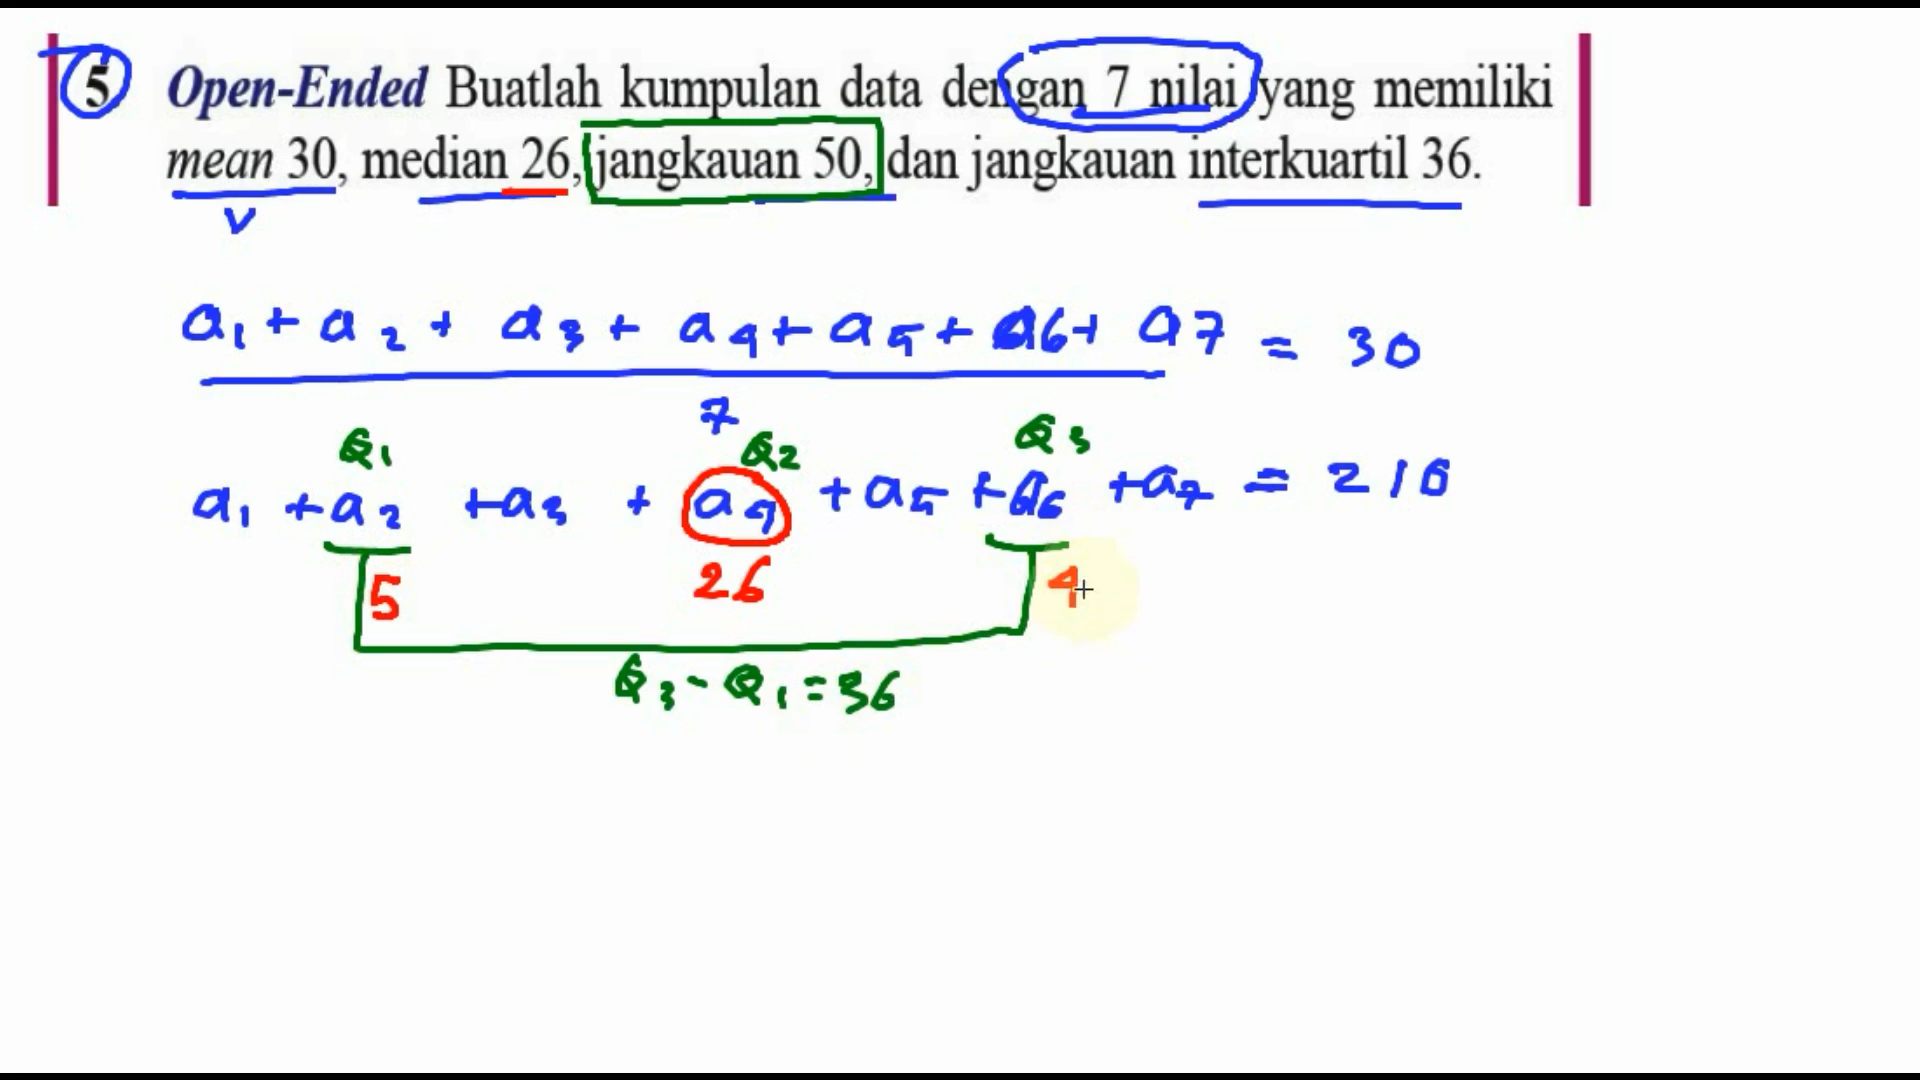 5 Open-Ended Buatlah kumpulan data dengan 7 nilai yang memiliki
mean 30, median 26, jangkauan 50, dan jangkauan interkuartil 36.
v
a1 + a2 + a3 + a4 + a5 + a6 + a7 = 30
7
Q1 Q2 Q3
a1 + a2 + a3 + a4 + a5 + a6 + a7 = 210
5 26 4
Q3 - Q1 = 36